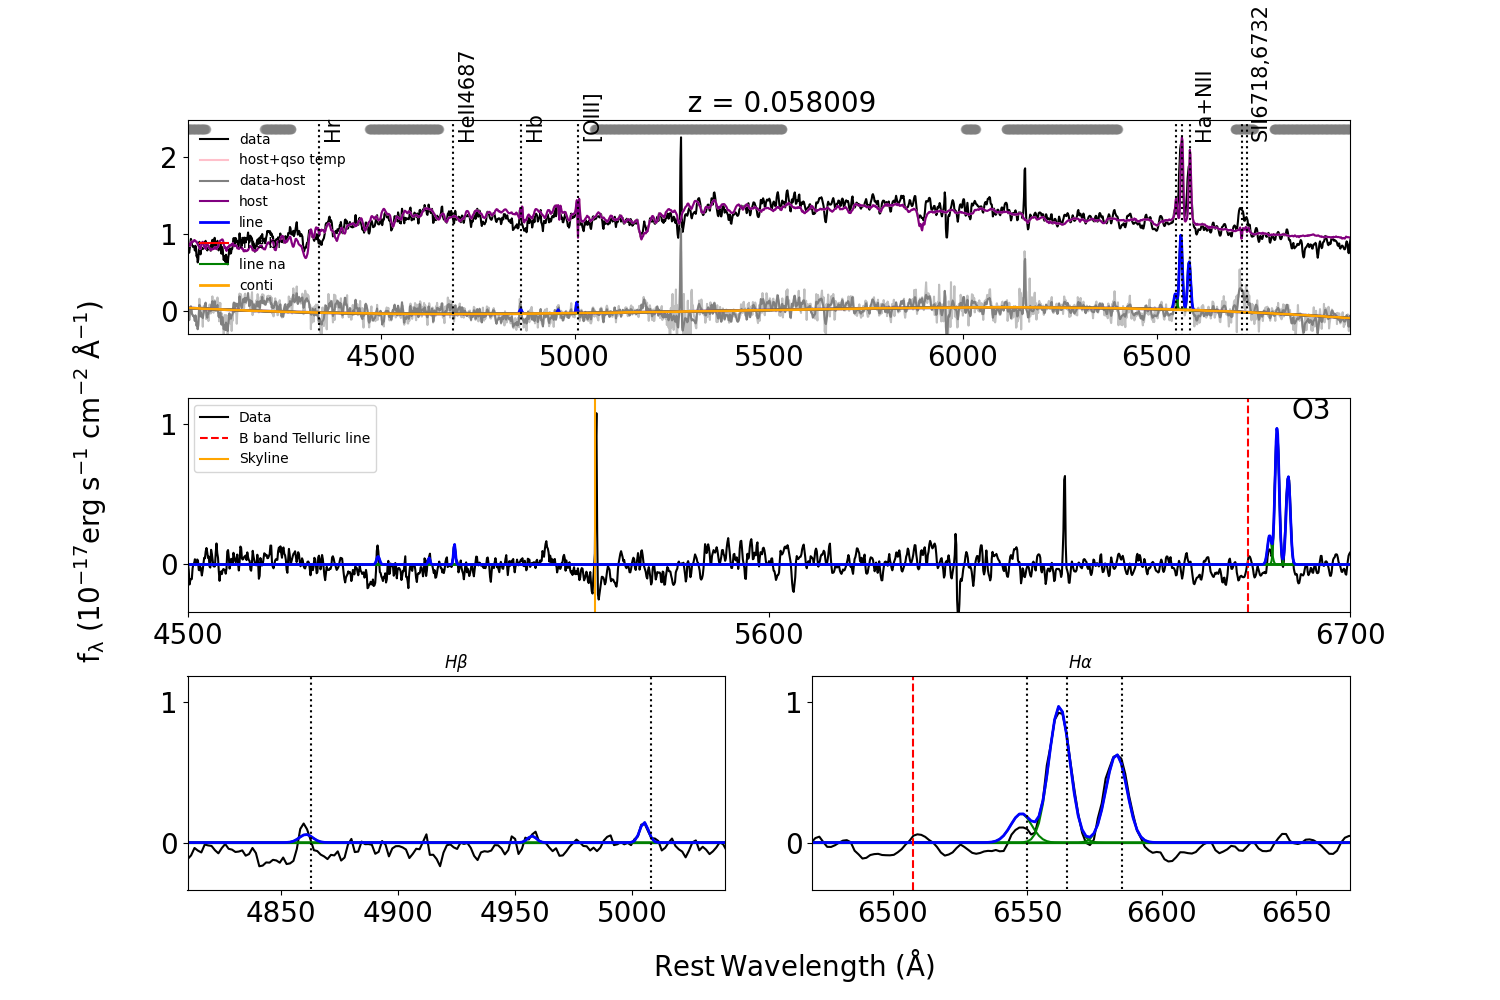 z = 0.058009
Hr
HeII4687
Hb
[OIII]
Ha+NII
SII6718,6732
data
host+qso temp
data-host
host
line
line na
conti
2
1
0
4500
5000
5500
6000
6500
f_λ (10^{-17}erg s^{-1} cm^{-2} Å^{-1})
Data
B band Telluric line
Skyline
O3
1
0
4500
5600
6700
Hβ
1
0
4850
4900
4950
5000
Hα
1
0
6500
6550
6600
6650
Rest Wavelength (Å)